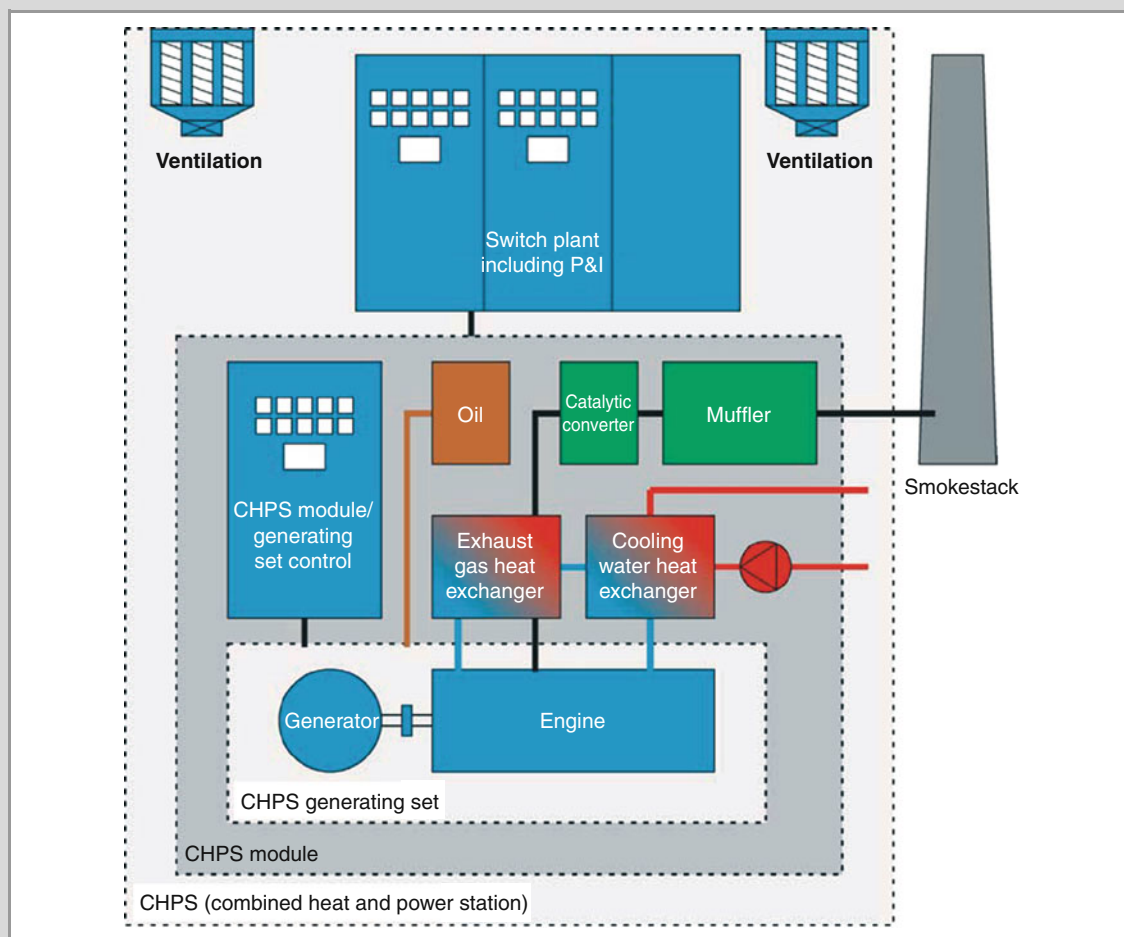 Ventilation
Ventilation
Switch plant
including P&I
Oil
Catalytic
converter
Muffler
Smokestack
CHPS module/
generating
set control
Exhaust
gas heat
exchanger
Cooling
water heat
exchanger
Generator
Engine
CHPS generating set
CHPS module
CHPS (combined heat and power station)